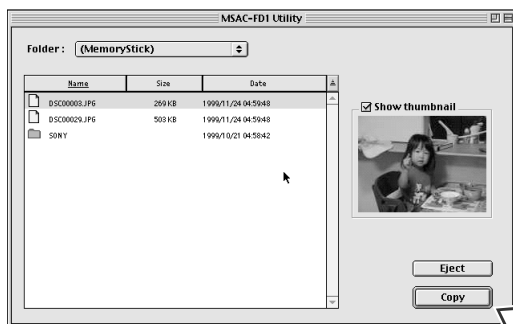 MSAC-FD1 Utility
Folder: (MemoryStick)
Name Size Date
DSC00003.JPG 269 KB 1999/11/24 04:59:48
DSC00029.JPG 503 KB 1999/11/24 04:59:48
SONY 1999/10/21 04:58:42
Show thumbnail
Eject
Copy